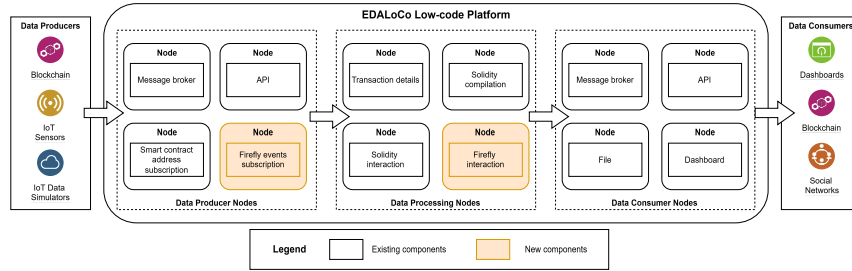 EDALoCo Low-code Platform
Data Producers
Blockchain
IoT
Sensors
IoT Data
Simulators
Node
Message broker
Node
API
Node
Smart contract
address
subscription
Node
Firefly events
subscription
Data Producer Nodes
Node
Transaction details
Node
Solidity
compilation
Node
Solidity
interaction
Node
Firefly
interaction
Data Processing Nodes
Node
Message broker
Node
API
Node
File
Node
Dashboard
Data Consumer Nodes
Data Consumers
Dashboards
Blockchain
Social
Networks
Legend
Existing components
New components